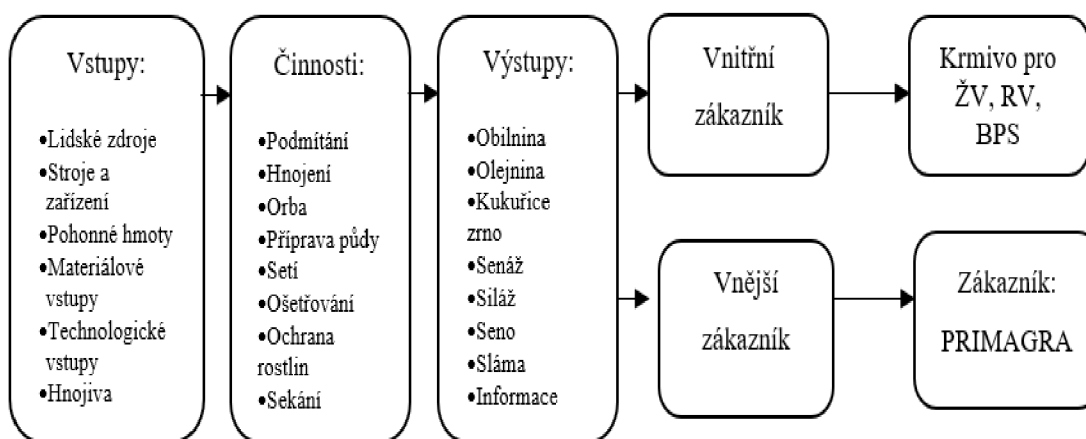 Vstupy:
•Lidské zdroje
•Stroje a
zařízení
•Pohonné hmoty
•Materiálové
vstupy
•Technologické
vstupy
•Hnojiva
Činnosti:
•Podmítání
•Hnojení
•Orba
•Příprava půdy
•Setí
•Ošetřování
•Ochrana
rostlin
•Sekání
Výstupy:
•Obilnina
•Olejnina
•Kukuřice
zrno
•Senáž
•Siláž
•Seno
•Sláma
•Informace
Vnitřní
zákazník
Krmivo pro
ŽV, RV,
BPS
Vnější
zákazník
Zákazník:
PRIMAGRA